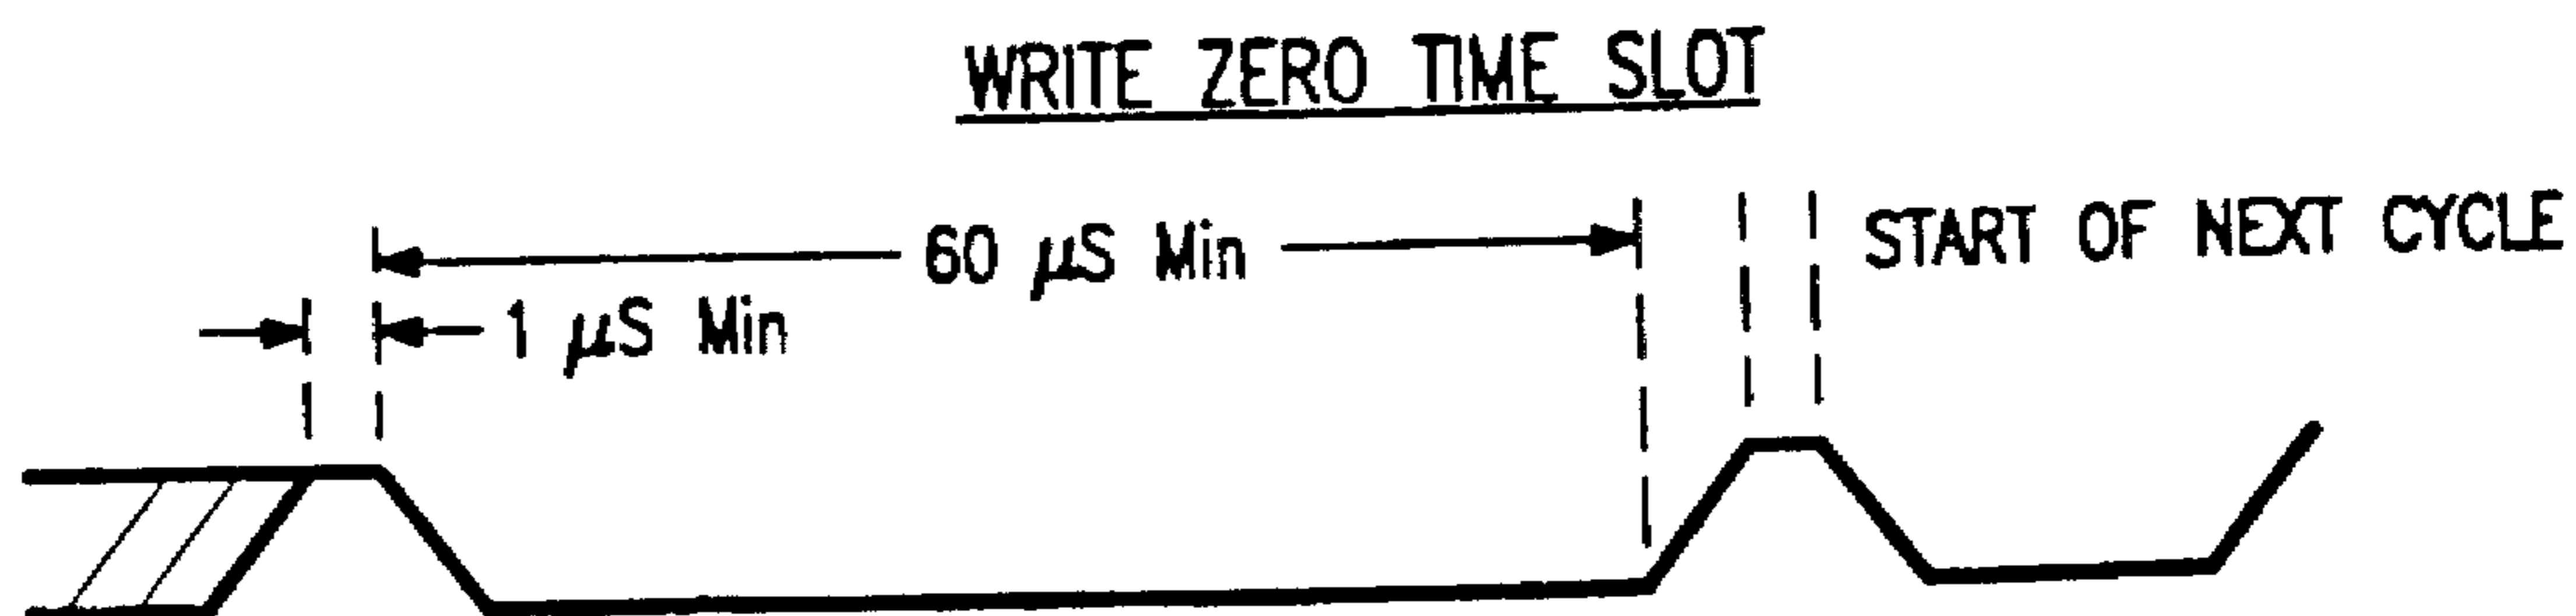 WRITE ZERO TIME SLOT
60 µS Min
START OF NEXT CYCLE
1 µS Min